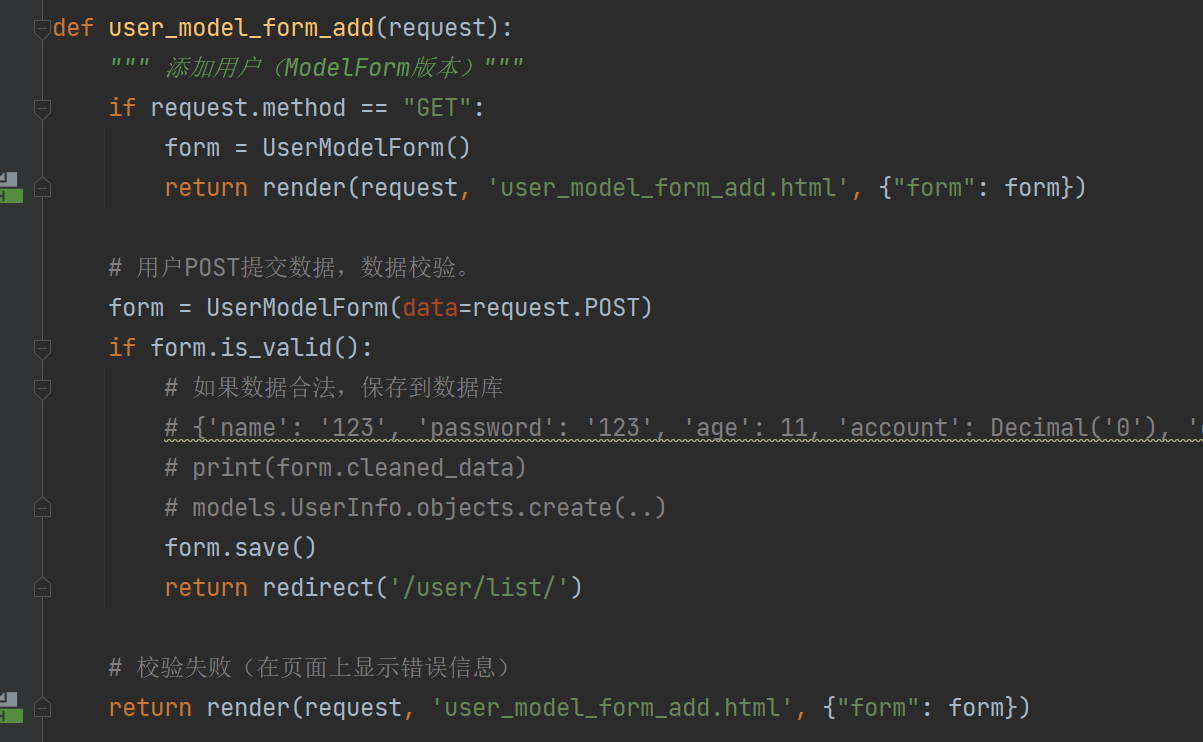 def user_model_form_add(request):
    """ 添加用户（ModelForm版本）"""
    if request.method == "GET":
        form = UserModelForm()
        return render(request, 'user_model_form_add.html', {"form": form})

    # 用户POST提交数据，数据校验。
    form = UserModelForm(data=request.POST)
    if form.is_valid():
        # 如果数据合法，保存到数据库
        # {'name': '123', 'password': '123', 'age': 11, 'account': Decimal('0'), '
        # print(form.cleaned_data)
        # models.UserInfo.objects.create(..)
        form.save()
        return redirect('/user/list/')

    # 校验失败（在页面上显示错误信息）
    return render(request, 'user_model_form_add.html', {"form": form})